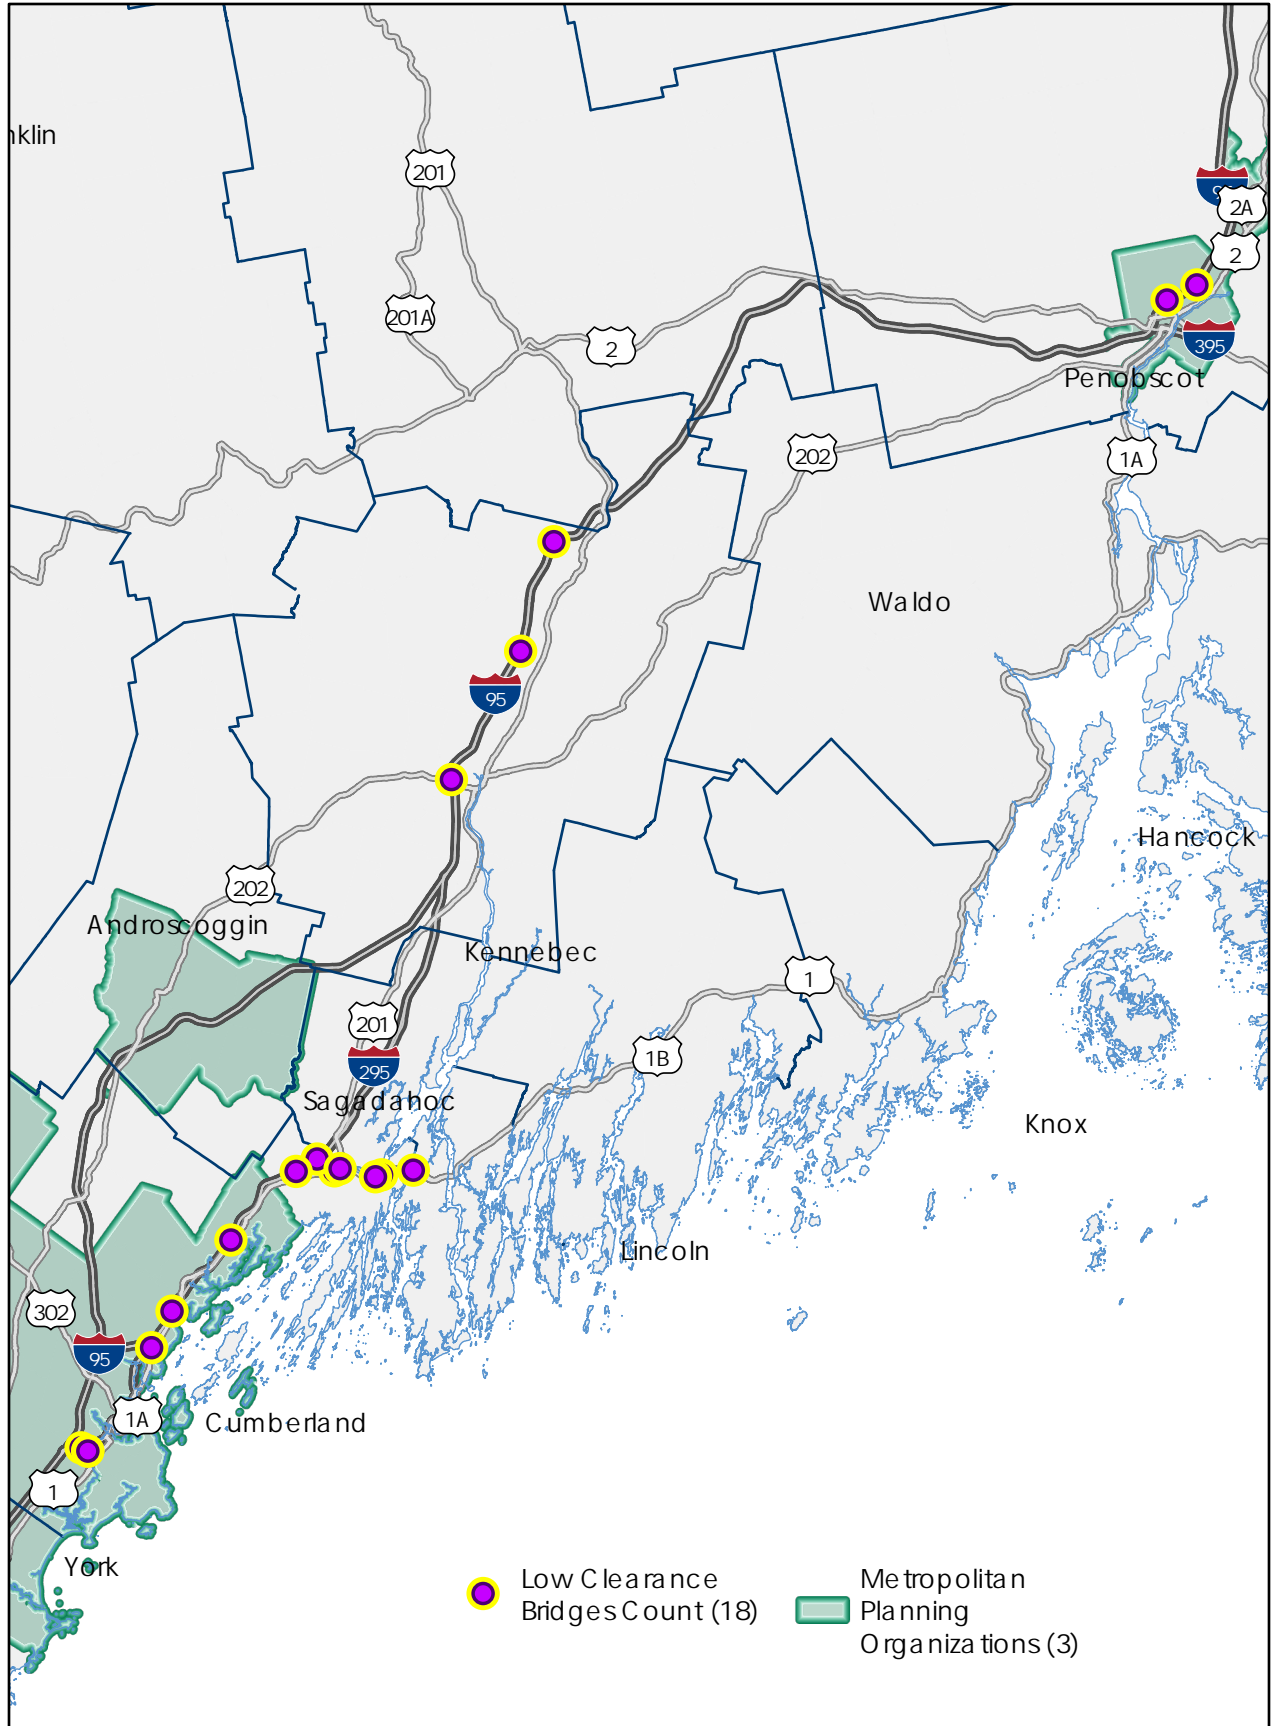 nklin
201
2A
2
201A
2
395
Penobscot
202
1A
Waldo
95
Hancock
202
Androscoggin
Kennebec
1
201
1B
295
Sagadahoc
Knox
Lincoln
302
95
1A
Cumberland
1
York
Low Clearance
Bridges Count (18)
Metropolitan
Planning
Organizations (3)